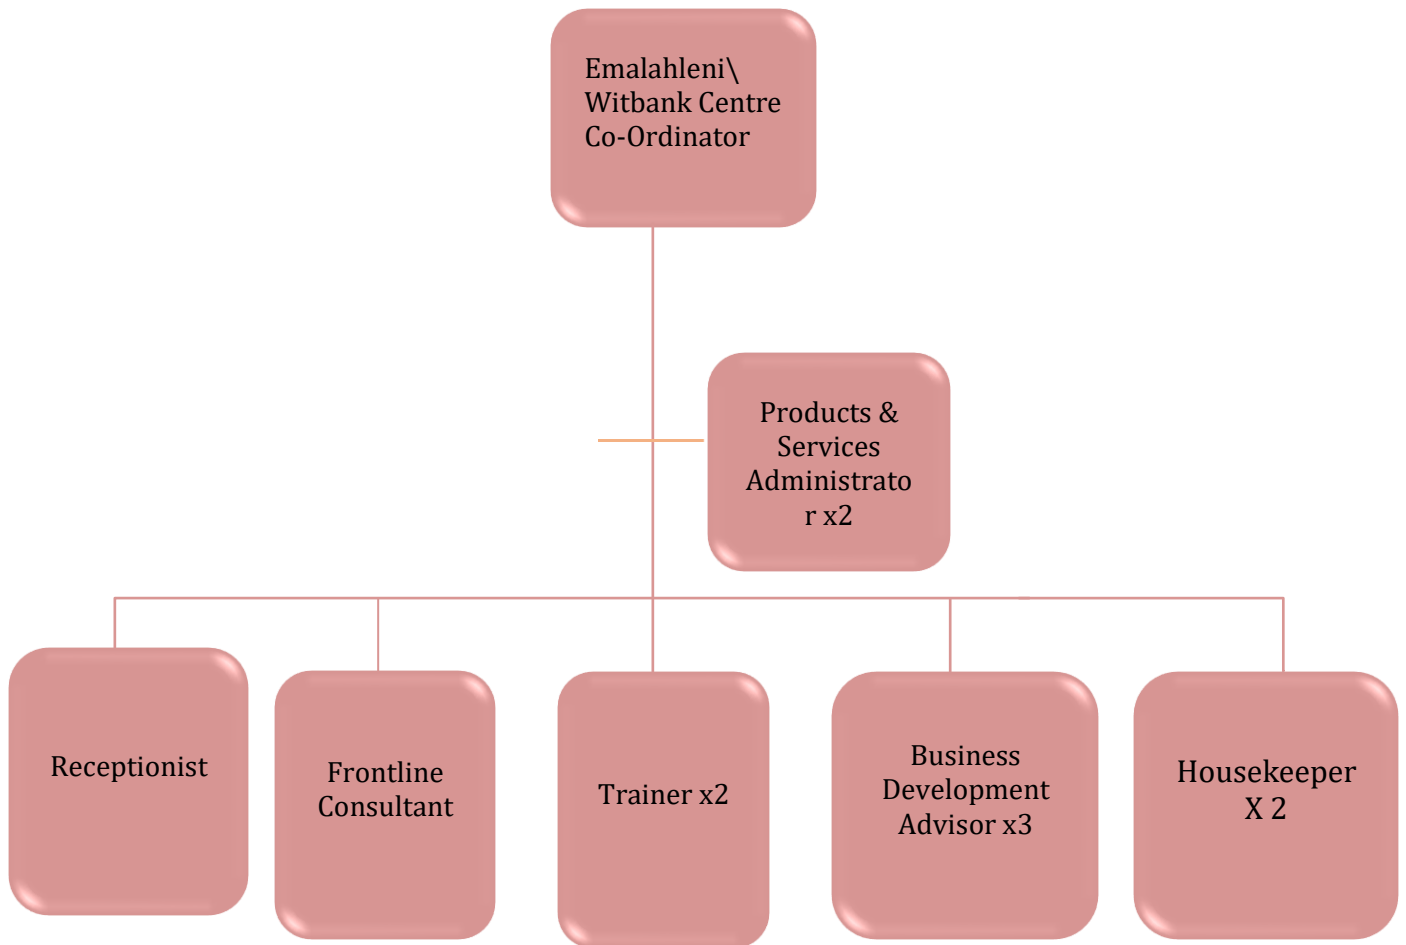 Emalahleni\
Witbank Centre
Co-Ordinator
Products &
Services
Administrato
r x2
Receptionist
Frontline
Consultant
Trainer x2
Business
Development
Advisor x3
Housekeeper
X 2